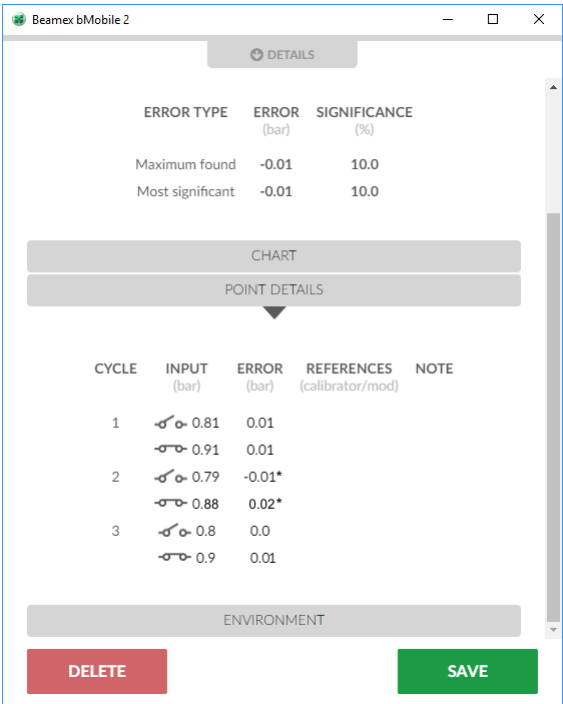 Beamex bMobile 2
DETAILS
ERROR TYPE ERROR SIGNIFICANCE
(bar) (%)
Maximum found -0.01 10.0
Most significant -0.01 10.0
CHART
POINT DETAILS
CYCLE INPUT ERROR REFERENCES NOTE
(bar) (bar) (calibrator/mod)
1 0.81 0.01
0.91 0.01
2 0.79 -0.01*
0.88 0.02*
3 0.8 0.0
0.9 0.01
ENVIRONMENT
DELETE SAVE